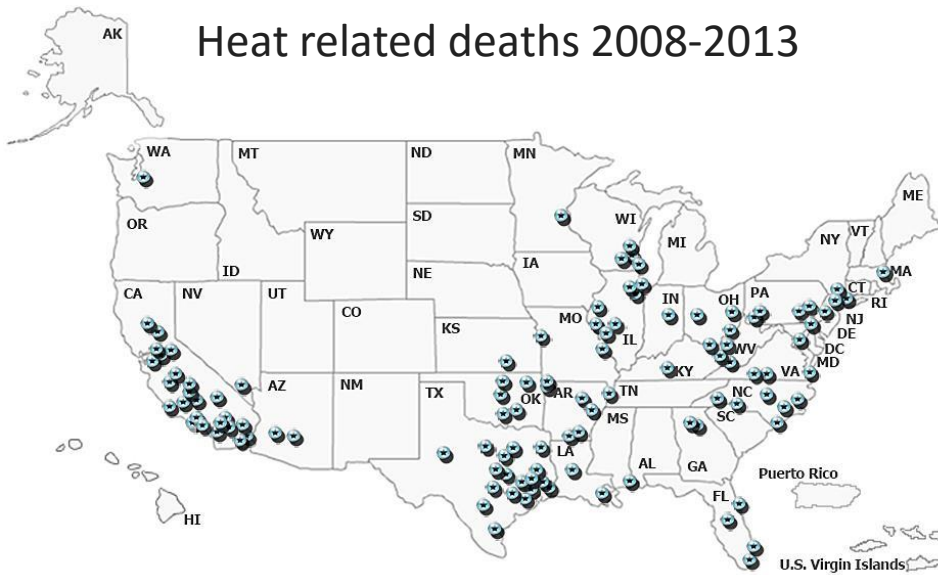 Heat related deaths 2008-2013
AK
WA
MT
ND
MN
ME
OR
SD
WI
VT
NY
MI
WY
ID
NE
IA
MA
CT
RI
CA
NV
UT
CO
KS
MO
IL
IN
OH
PA
NJ
DE
DC
MD
WV
VA
KY
AZ
NM
TX
OK
AR
TN
NC
SC
MS
LA
AL
GA
FL
Puerto Rico
HI
U.S. Virgin Islands